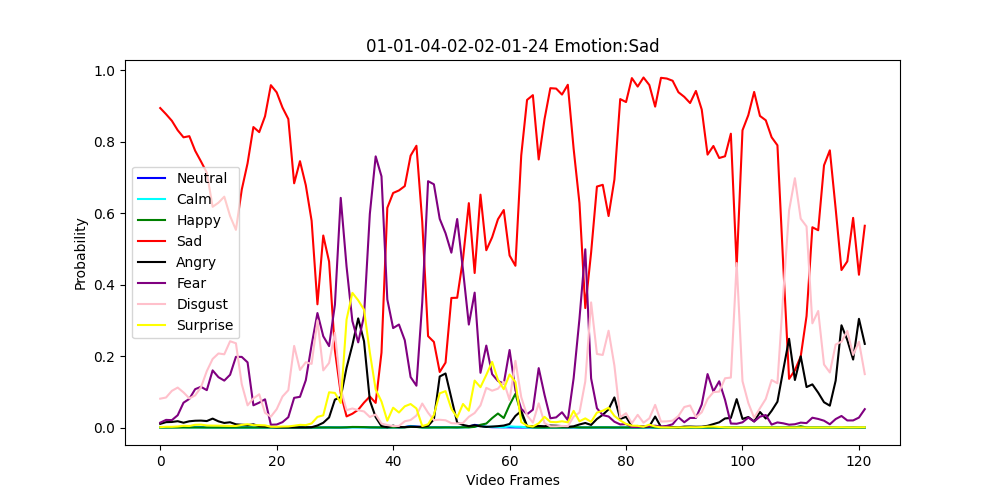 01-01-04-02-02-01-24 Emotion:Sad
1.0
0.8
0.6
0.4
0.2
0.0
Probability
Neutral
Calm
Happy
Sad
Angry
Fear
Disgust
Surprise
0 20 40 60 80 100 120
Video Frames